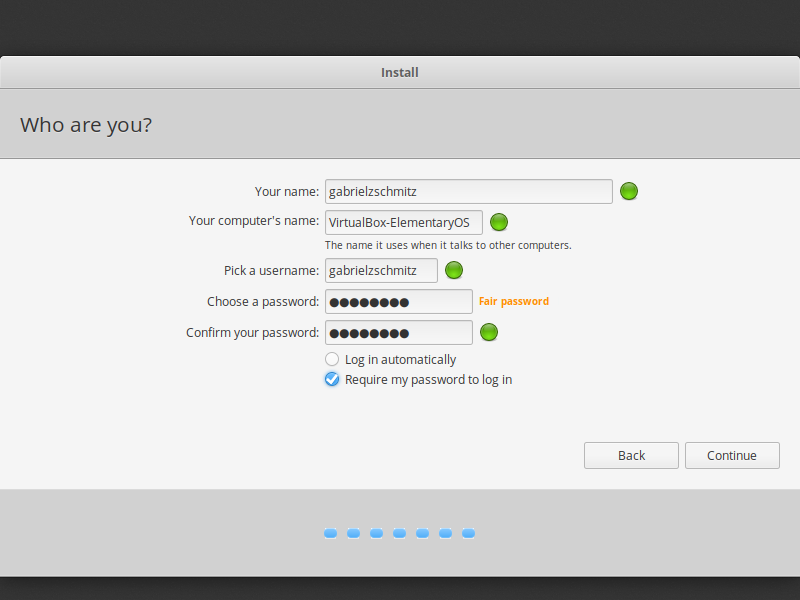 Install
Who are you?
Your name: gabrielzschmitz
Your computer's name: VirtualBox-ElementaryOS
The name it uses when it talks to other computers.
Pick a username: gabrielzschmitz
Choose a password: ●●●●●●●● Fair password
Confirm your password: ●●●●●●●●
Log in automatically
Require my password to log in
Back Continue